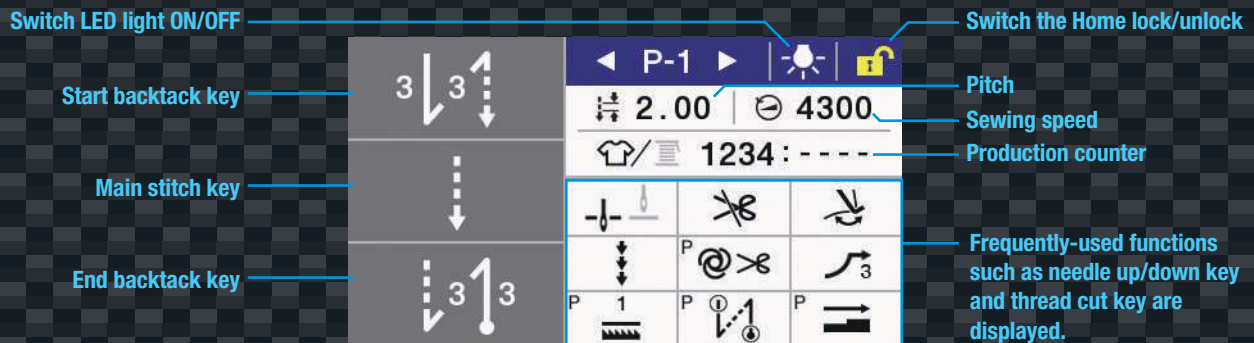 Switch LED light ON/OFF
Start backtack key
Main stitch key
End backtack key
3 3
3 3
P-1
2.00 4300
1234:----
P 3
P 1 P P
Switch the Home lock/unlock
Pitch
Sewing speed
Production counter
Frequently-used functions
such as needle up/down key
and thread cut key are
displayed.